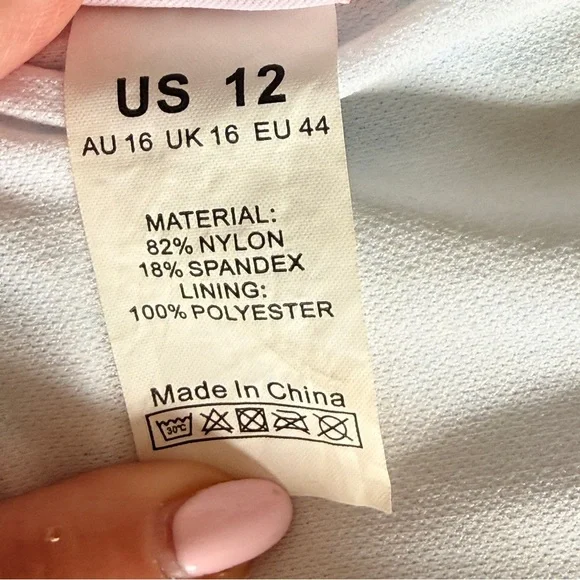 US 12
AU 16 UK 16 EU 44
MATERIAL:
82% NYLON
18% SPANDEX
LINING:
100% POLYESTER
Made In China
30°C